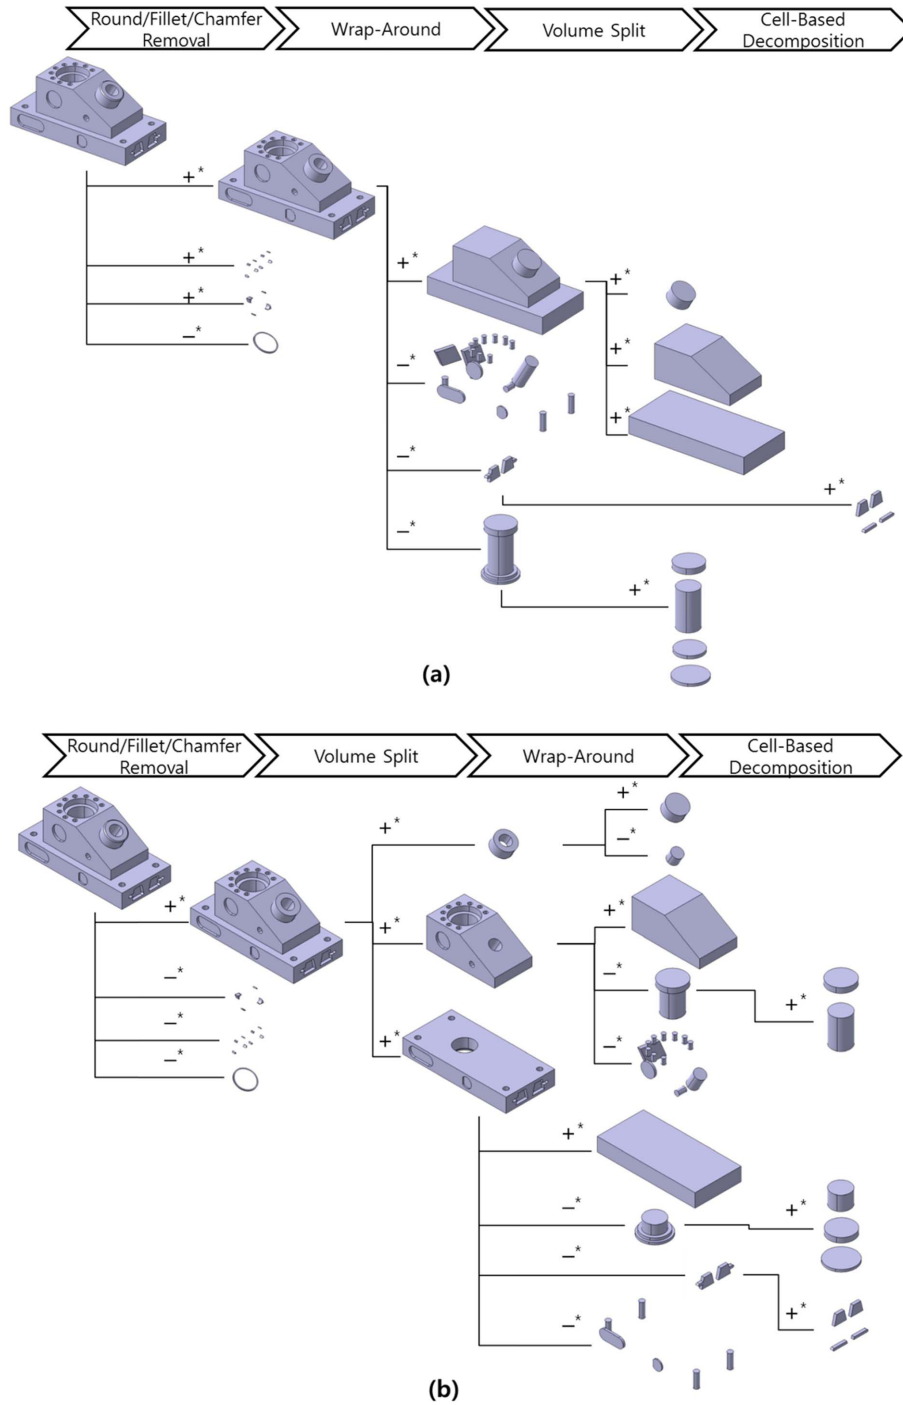 Round/Fillet/Chamfer
Removal
Wrap-Around
Volume Split
Cell-Based
Decomposition
+*
+*
+*
−*
+*
−*
−*
−*
+*
+*
+*
+*
+*
(a)
Round/Fillet/Chamfer
Removal
Volume Split
Wrap-Around
Cell-Based
Decomposition
+*
−*
−*
−*
+*
+*
+*
+*
−*
+*
−*
−*
+*
+*
−*
−*
−*
+*
+*
(b)